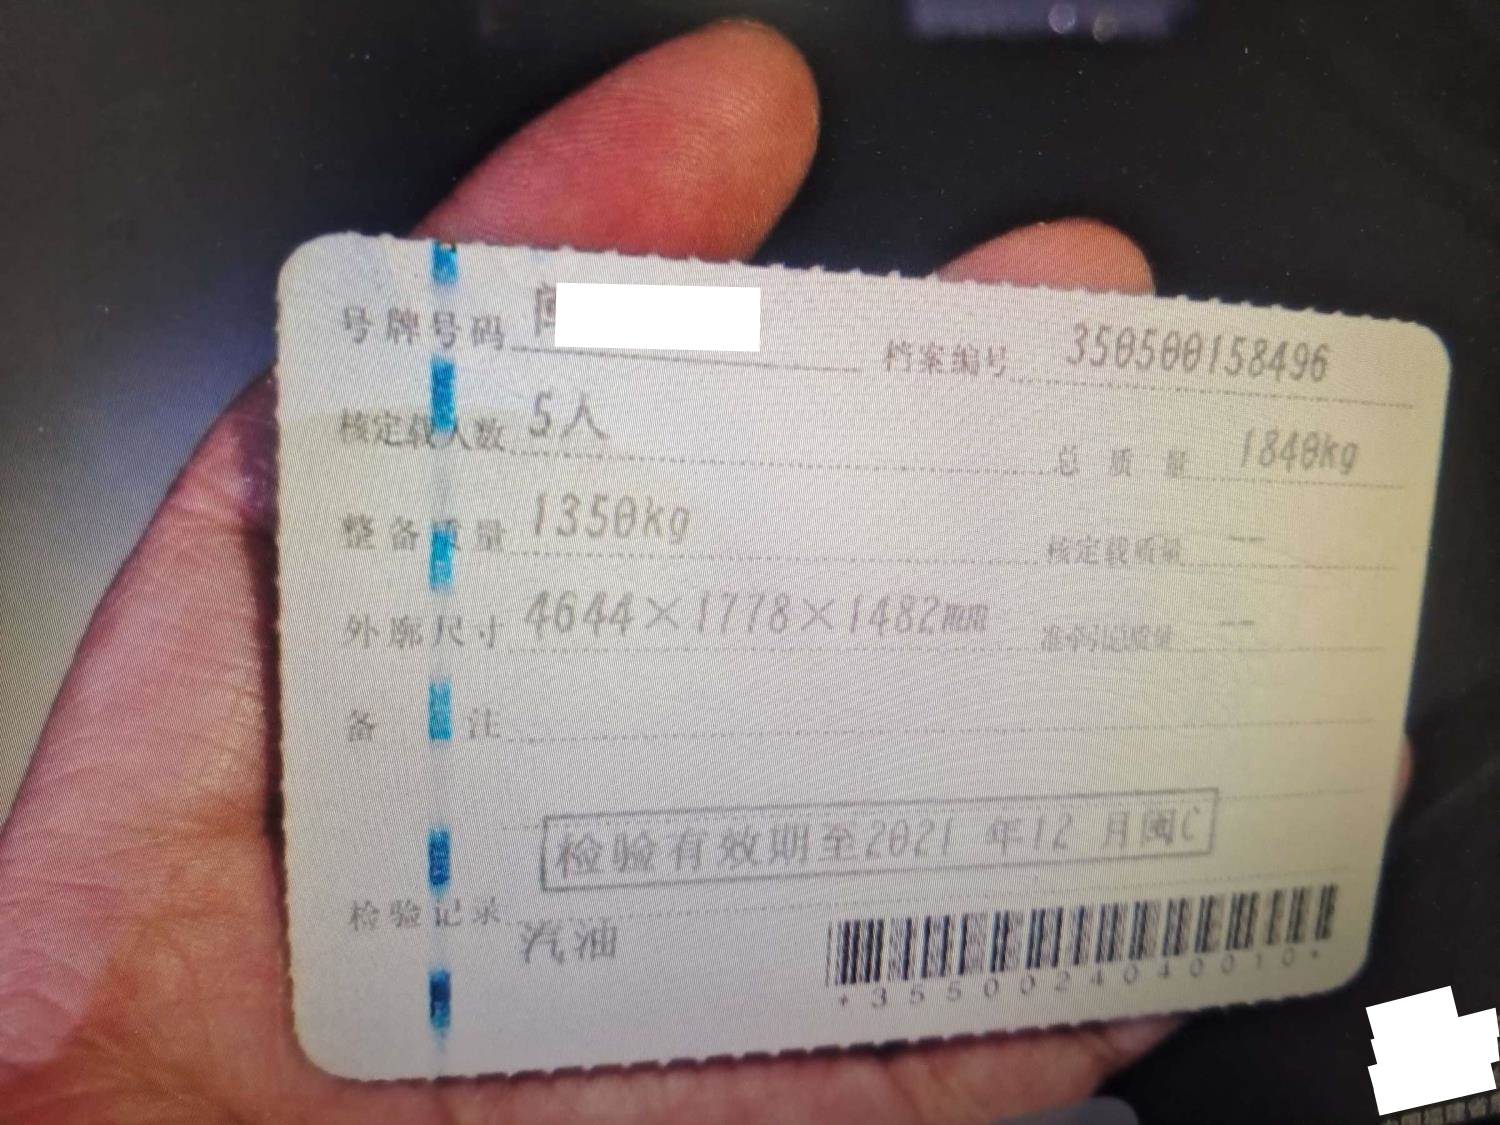 号牌号码 闽 档案编号 350500158496
核定载人数 5人 总质量 1840kg
整备质量 1350kg 核定载质量 --
外廓尺寸 4644×1778×1482mm 准牵引总质量 --
备注
检验有效期至2021年12月闽C
检验记录
汽油
*3550024040010*